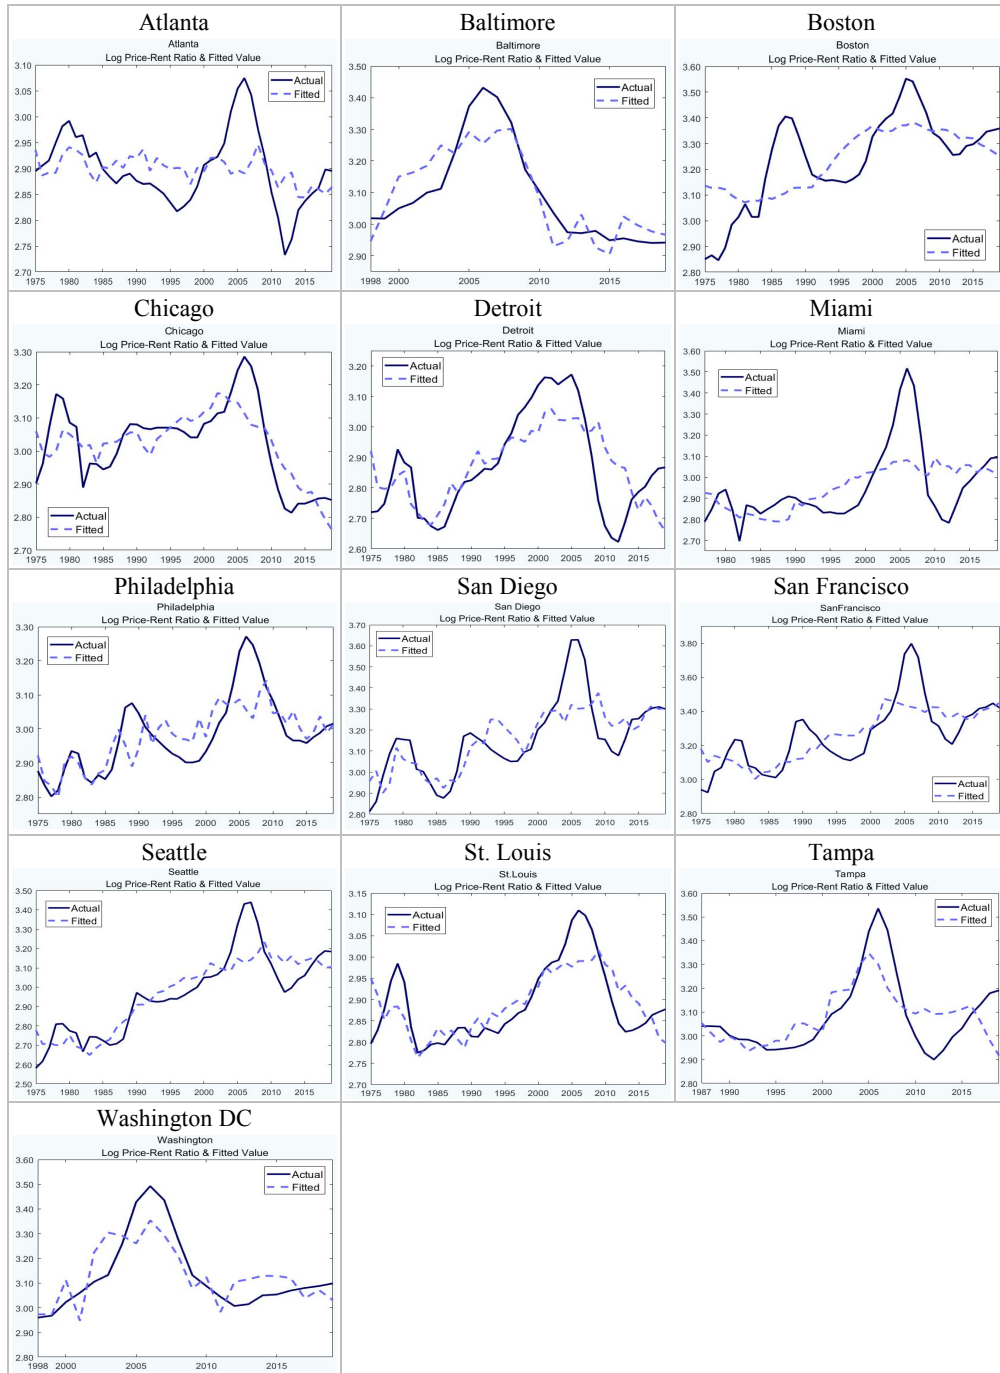 Atlanta
Atlanta
Log Price-Rent Ratio & Fitted Value
3.10
3.05
3.00
2.95
2.90
2.85
2.80
2.75
2.70
Actual
Fitted
1975 1980 1985 1990 1995 2000 2005 2010 2015
Baltimore
Baltimore
Log Price-Rent Ratio & Fitted Value
3.50
3.40
3.30
3.20
3.10
3.00
2.90
Actual
Fitted
1998 2000 2005 2010 2015
Boston
Boston
Log Price-Rent Ratio & Fitted Value
3.60
3.50
3.40
3.30
3.20
3.10
3.00
2.90
2.80
Actual
Fitted
1975 1980 1985 1990 1995 2000 2005 2010 2015
Chicago
Chicago
Log Price-Rent Ratio & Fitted Value
3.30
3.20
3.10
3.00
2.90
2.80
2.70
Actual
Fitted
1975 1980 1985 1990 1995 2000 2005 2010 2015
Detroit
Detroit
Log Price-Rent Ratio & Fitted Value
3.20
3.10
3.00
2.90
2.80
2.70
2.60
Actual
Fitted
1975 1980 1985 1990 1995 2000 2005 2010 2015
Miami
Miami
Log Price-Rent Ratio & Fitted Value
3.60
3.50
3.40
3.30
3.20
3.10
3.00
2.90
2.80
2.70
Actual
Fitted
1975 1980 1985 1990 1995 2000 2005 2010 2015
Philadelphia
Philadelphia
Log Price-Rent Ratio & Fitted Value
3.30
3.20
3.10
3.00
2.90
2.80
Actual
Fitted
1975 1980 1985 1990 1995 2000 2005 2010 2015
San Diego
San Diego
Log Price-Rent Ratio & Fitted Value
3.70
3.60
3.50
3.40
3.30
3.20
3.10
3.00
2.90
2.80
Actual
Fitted
1975 1980 1985 1990 1995 2000 2005 2010 2015
San Francisco
SanFrancisco
Log Price-Rent Ratio & Fitted Value
3.80
3.60
3.40
3.20
3.00
2.80
Actual
Fitted
1975 1980 1985 1990 1995 2000 2005 2010 2015
Seattle
Seattle
Log Price-Rent Ratio & Fitted Value
3.50
3.40
3.30
3.20
3.10
3.00
2.90
2.80
2.70
2.60
2.50
Actual
Fitted
1975 1980 1985 1990 1995 2000 2005 2010 2015
St. Louis
St.Louis
Log Price-Rent Ratio & Fitted Value
3.15
3.10
3.05
3.00
2.95
2.90
2.85
2.80
2.75
2.70
Actual
Fitted
1975 1980 1985 1990 1995 2000 2005 2010 2015
Tampa
Tampa
Log Price-Rent Ratio & Fitted Value
3.60
3.50
3.40
3.30
3.20
3.10
3.00
2.90
2.80
Actual
Fitted
1987 1990 1995 2000 2005 2010 2015
Washington DC
Washington
Log Price-Rent Ratio & Fitted Value
3.60
3.50
3.40
3.30
3.20
3.10
3.00
2.90
2.80
Actual
Fitted
1998 2000 2005 2010 2015